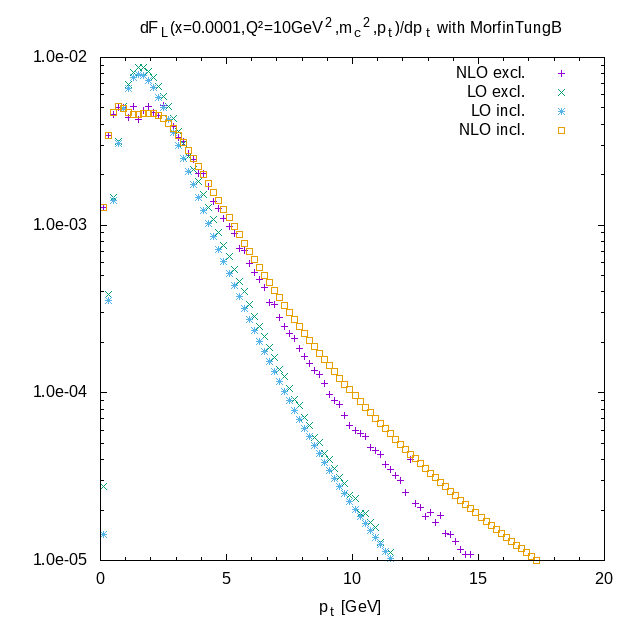 dF_L(x=0.0001,Q²=10GeV²,m_c²,p_t)/dp_t with MorfinTungB
1.0e-02
NLO excl.
LO excl.
LO incl.
NLO incl.
1.0e-03
1.0e-04
1.0e-05
0 5 10 15 20
p_t [GeV]